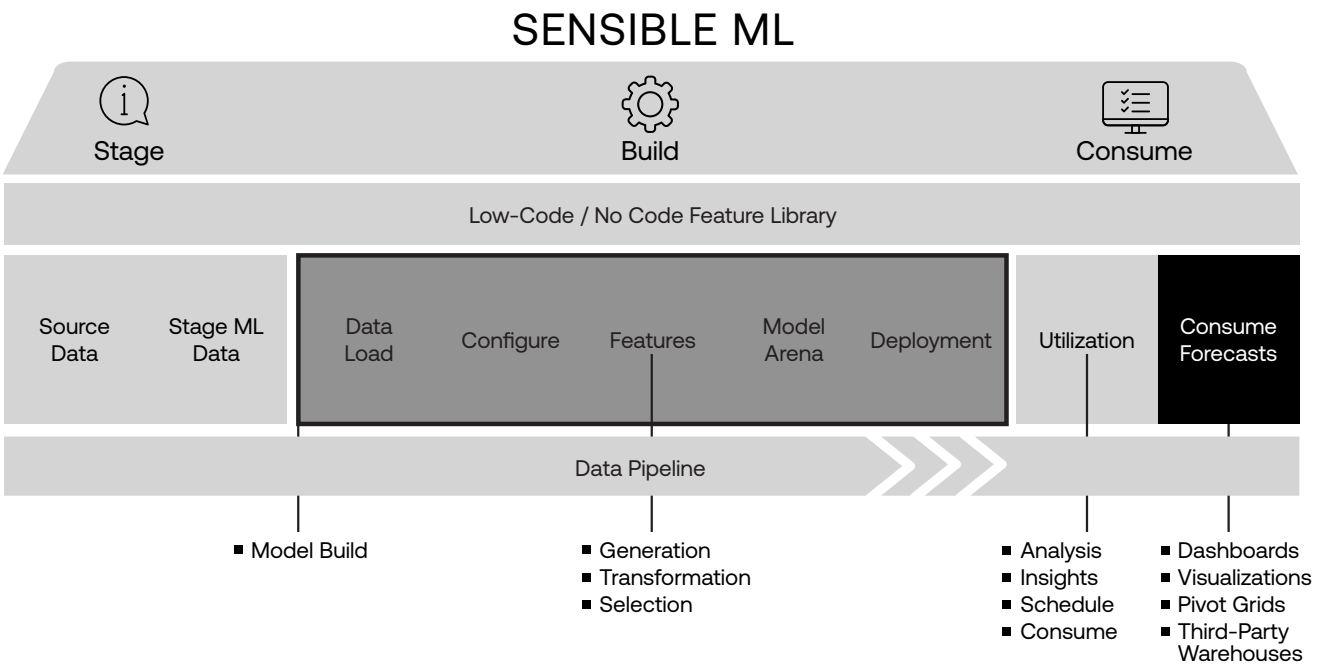 SENSIBLE ML
Stage
Build
Consume
Low-Code / No Code Feature Library
Source
Data
Stage ML
Data
Data
Load
Configure
Features
Model
Arena
Deployment
Utilization
Consume
Forecasts
Data Pipeline
■ Model Build
■ Generation
■ Transformation
■ Selection
■ Analysis
■ Insights
■ Schedule
■ Consume
■ Dashboards
■ Visualizations
■ Pivot Grids
■ Third-Party
Warehouses